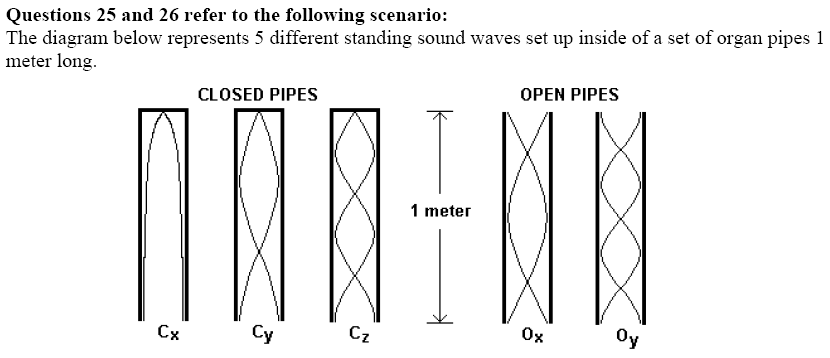 Questions 25 and 26 refer to the following scenario:
The diagram below represents 5 different standing sound waves set up inside of a set of organ pipes 1
meter long.
CLOSED PIPES OPEN PIPES
1 meter
Cx Cy Cz Ox Oy